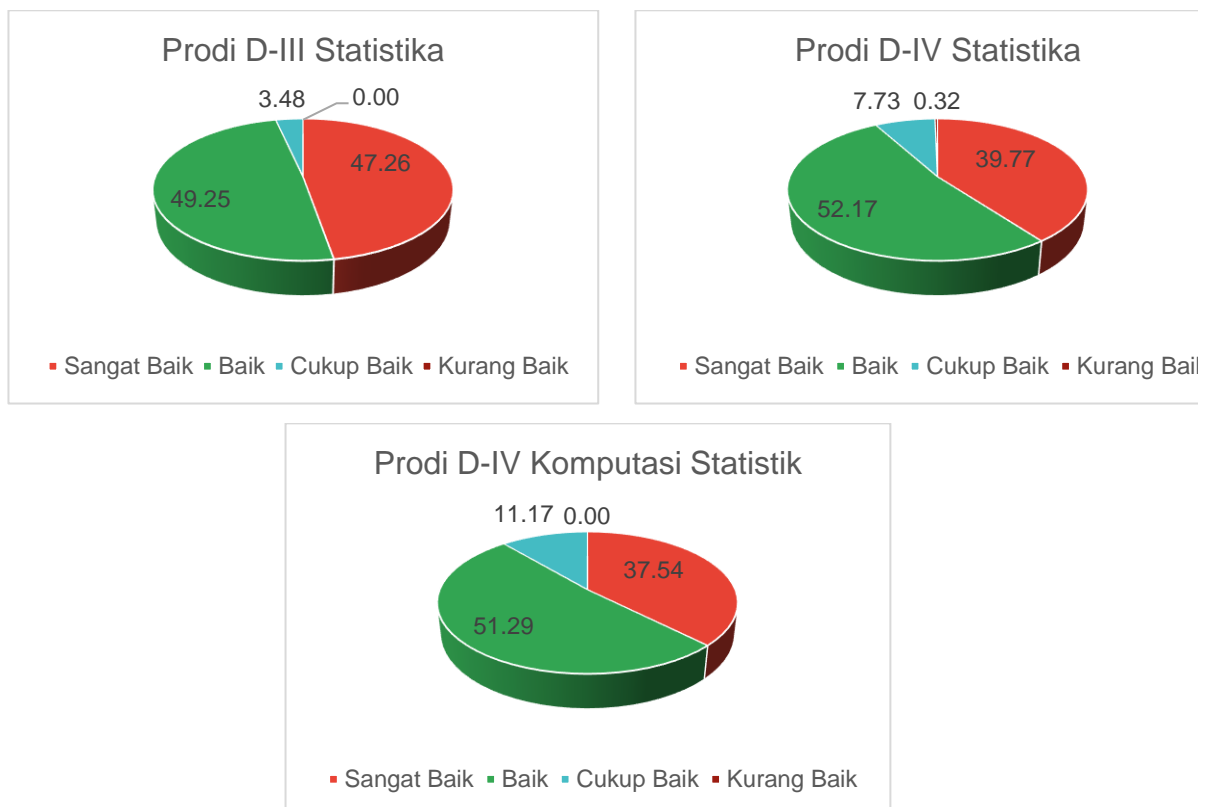 Prodi D-III Statistika
3.48 0.00
47.26
49.25
Sangat Baik Baik Cukup Baik Kurang Baik
Prodi D-IV Statistika
7.73 0.32
39.77
52.17
Sangat Baik Baik Cukup Baik Kurang Bai
Prodi D-IV Komputasi Statistik
11.17 0.00
37.54
51.29
Sangat Baik Baik Cukup Baik Kurang Baik